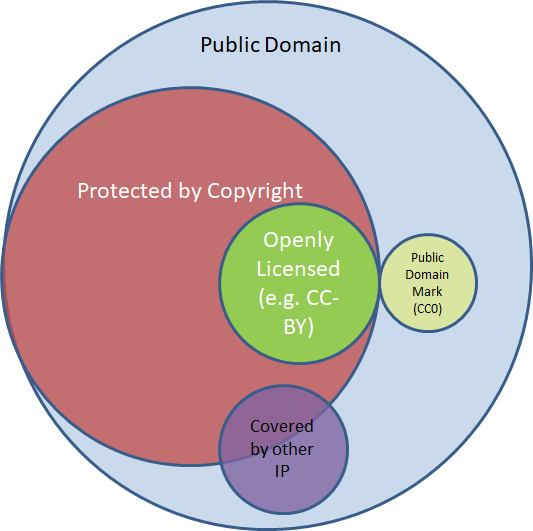 Public Domain
Protected by Copyright
Openly
Licensed
(e.g. CC-
BY)
Public
Domain
Mark
(CC0)
Covered
by other
IP